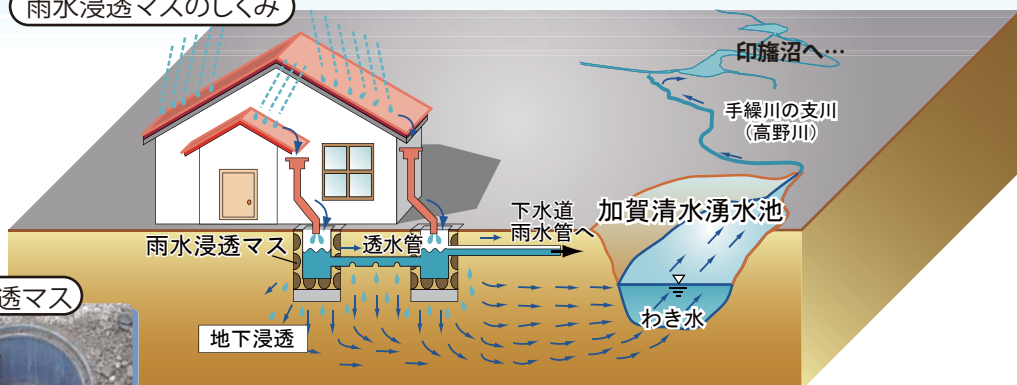 雨水浸透マスのしくみ
印旛沼へ…
手繰川の支川
（高野川）
下水道
雨水管へ
加賀清水湧水池
雨水浸透マス
透水管
わき水
地下浸透
透マス